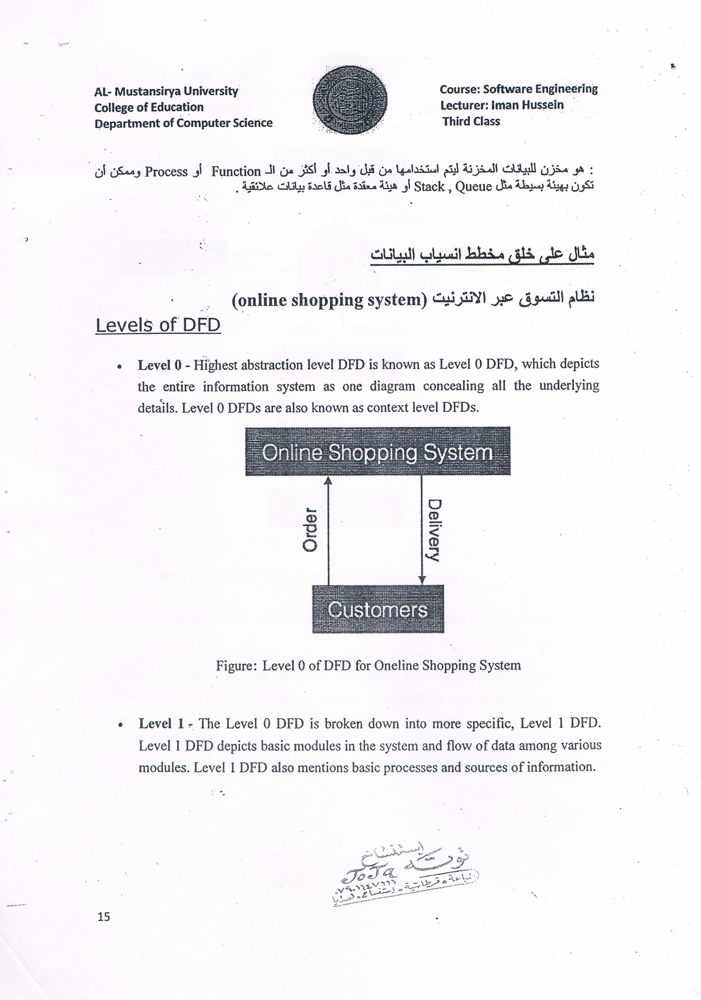 AL- Mustansirya University
College of Education
Department of Computer Science
Course: Software Engineering
Lecturer: Iman Hussein
Third Class
: هو مخزن للبيانات المخزنة ليتم استخدامها من قبل واحد أو أكثر من الـ Function أو Process وممكن أن
تكون بهيئة بسيطة مثل Stack , Queue أو هيئة معقدة مثل قاعدة بيانات علائقية .
مثال على خلق مخطط انسياب البيانات
نظام التسوق عبر الانترنيت (online shopping system)
Levels of DFD
• Level 0 - Highest abstraction level DFD is known as Level 0 DFD, which depicts
the entire information system as one diagram concealing all the underlying
details. Level 0 DFDs are also known as context level DFDs.
Online Shopping System
Order
Delivery
Customers
Figure: Level 0 of DFD for Oneline Shopping System
• Level 1 - The Level 0 DFD is broken down into more specific, Level 1 DFD.
Level 1 DFD depicts basic modules in the system and flow of data among various
modules. Level 1 DFD also mentions basic processes and sources of information.
إستنساخ
توته
ToTa
15